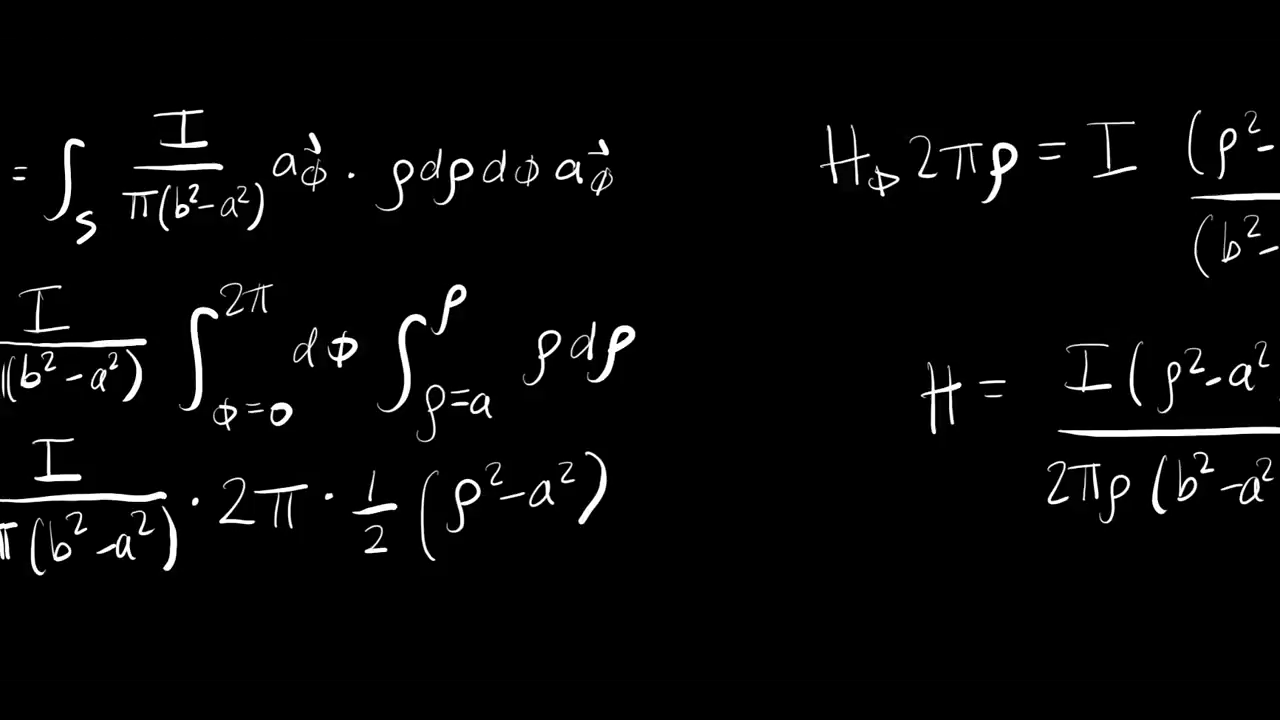 = ∫_S I/(π(b²-a²)) a⃗_ϕ · ρdρdϕ a⃗_ϕ
I/(π(b²-a²)) ∫_{ϕ=0}^{2π} dϕ ∫_{ρ=a}^{ρ} ρdρ
I/(π(b²-a²)) · 2π · 1/2 (ρ²-a²)
H_ϕ 2πρ = I (ρ²-/(b²-
H = I(ρ²-a²/2πρ(b²-a²